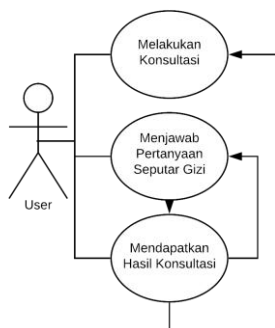 Melakukan
Konsultasi
Menjawab
Pertanyaan
Seputar Gizi
User
Mendapatkan
Hasil Konsultasi